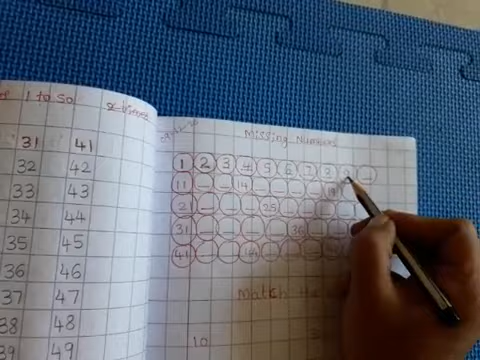 1 to 50
31 41
32 42
33 43
34 44
35 45
36 46
37 47
38 48
39 49
Missing Numbers
1 2 3 4 5 6 7
11 _ _ 14 _ _ _
21 _ _ _ 25 _ _ _
31 _ _ _ _ 36
41
Match
10